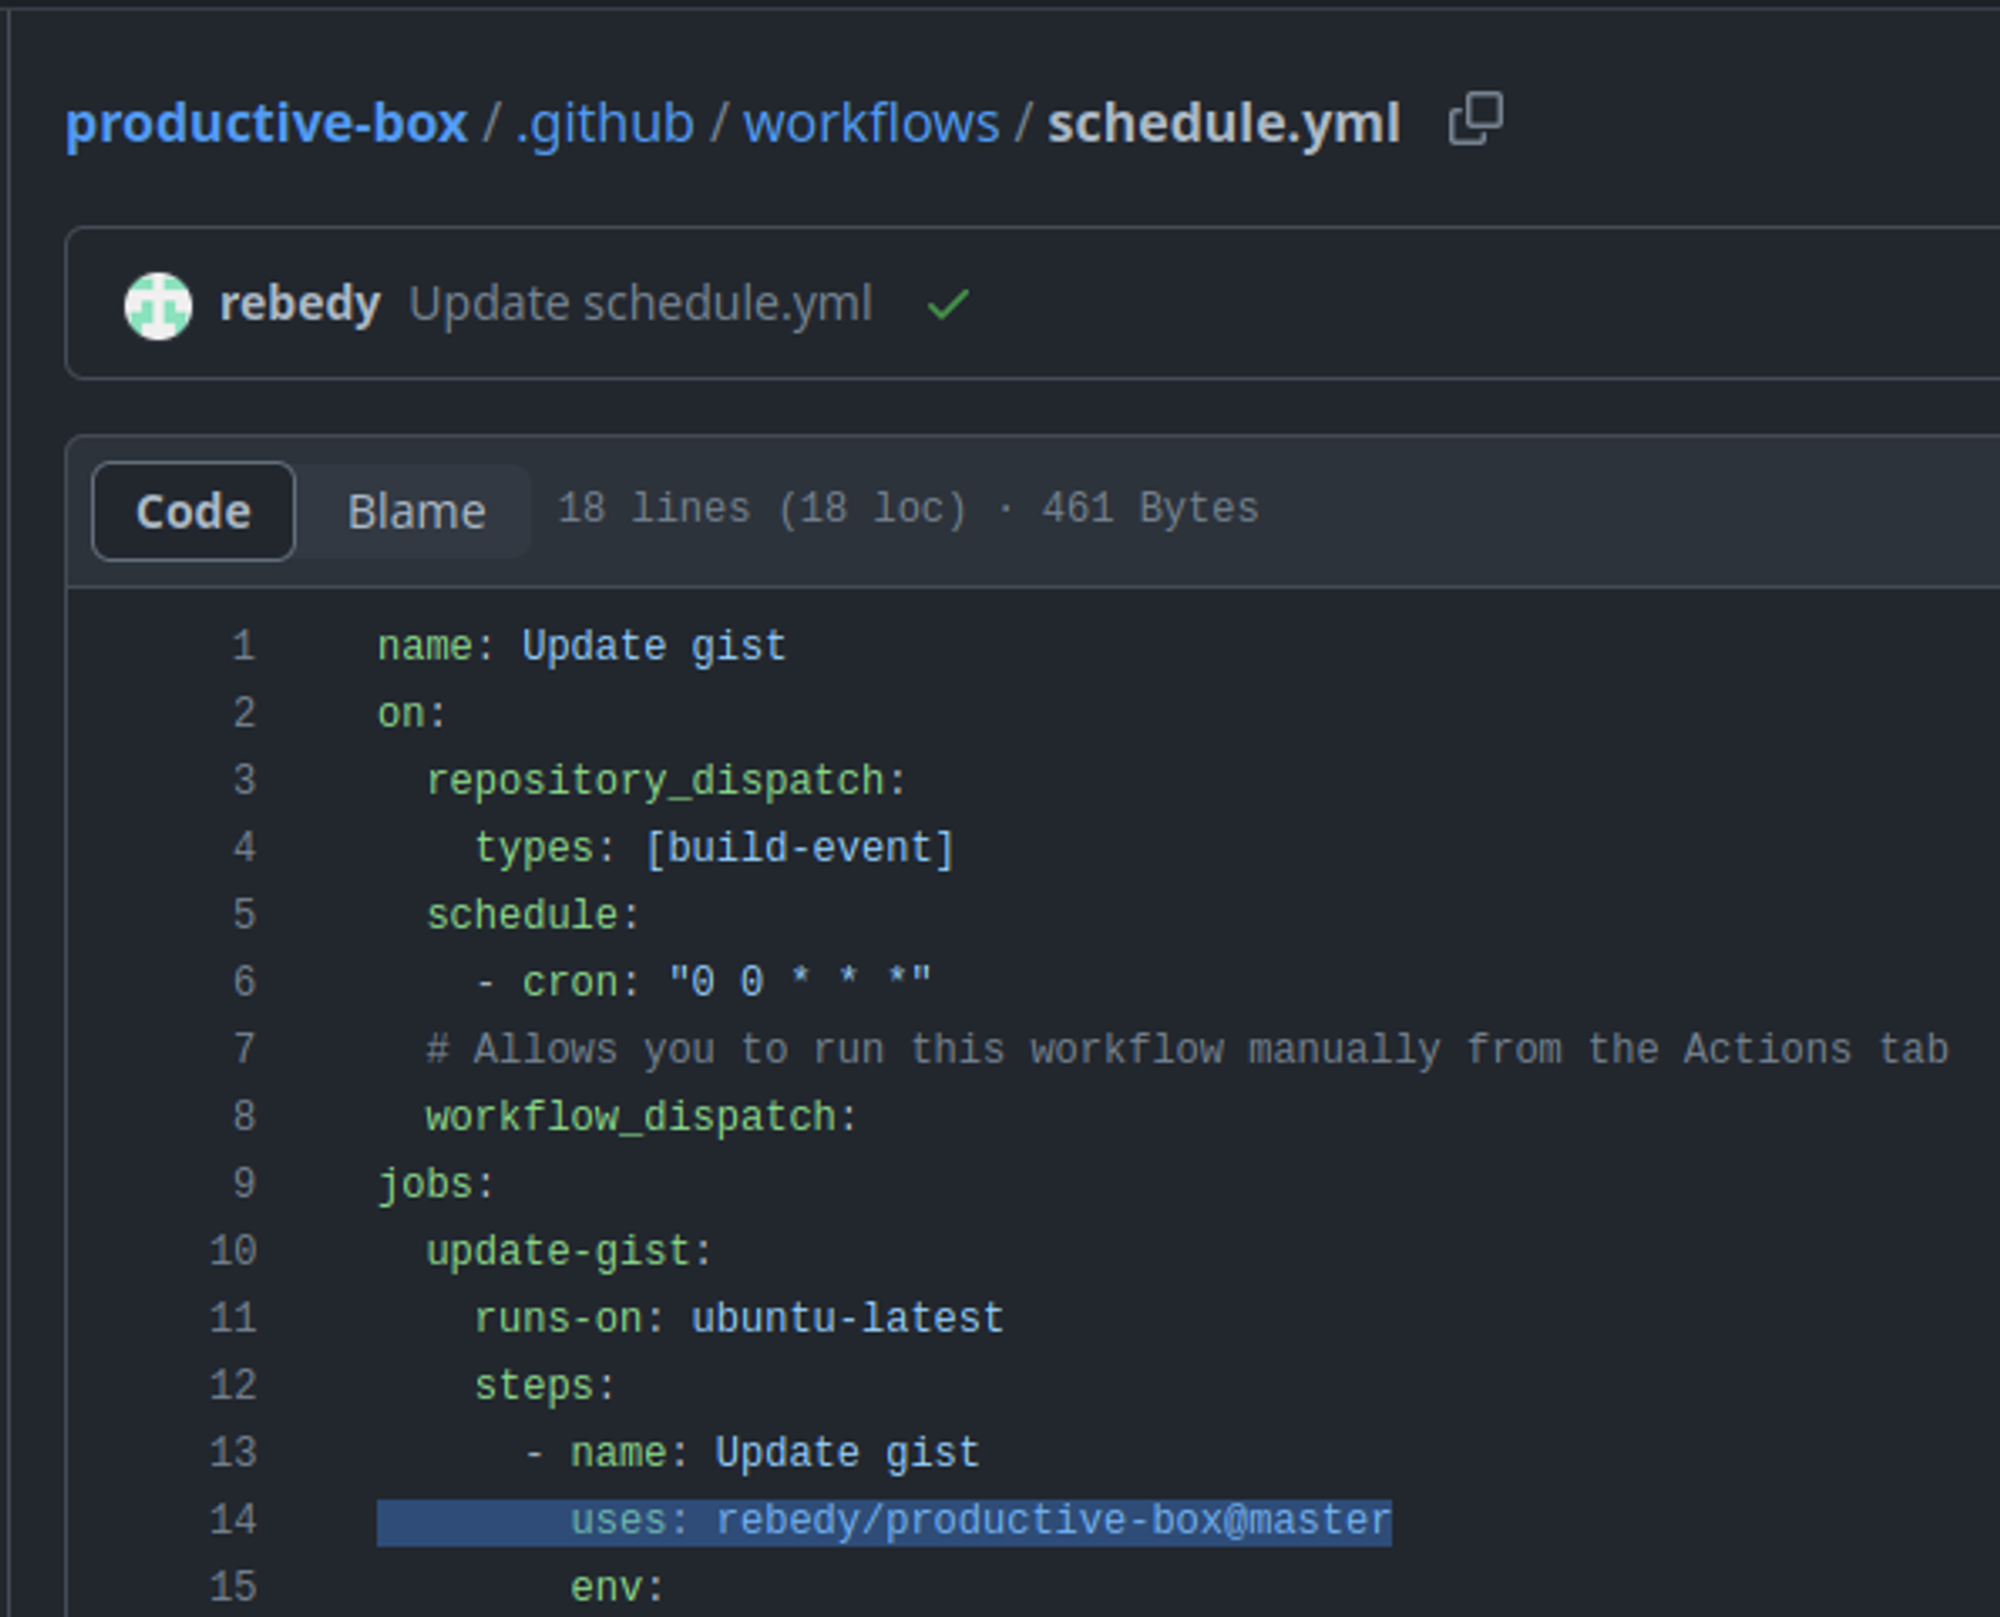 productive-box / .github / workflows / schedule.yml
rebedy Update schedule.yml
Code Blame 18 lines (18 loc) · 461 Bytes
1 name: Update gist
2 on:
3   repository_dispatch:
4     types: [build-event]
5   schedule:
6     - cron: "0 0 * * *"
7   # Allows you to run this workflow manually from the Actions tab
8   workflow_dispatch:
9 jobs:
10   update-gist:
11     runs-on: ubuntu-latest
12     steps:
13       - name: Update gist
14         uses: rebedy/productive-box@master
15         env: